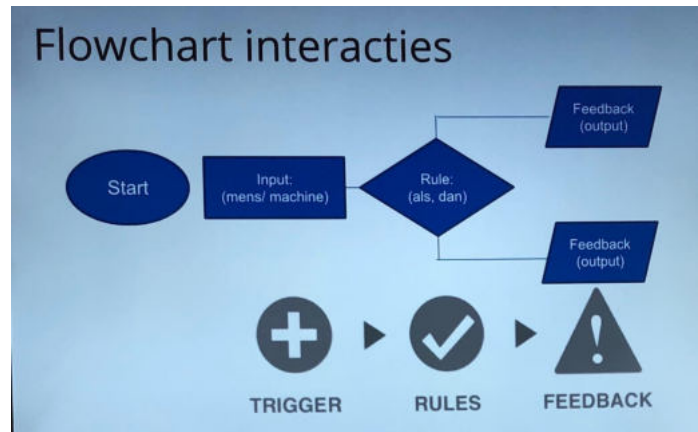 Flowchart interacties
Feedback
(output)
Start
Input:
(mens/ machine)
Rule:
(als, dan)
Feedback
(output)
TRIGGER
RULES
FEEDBACK